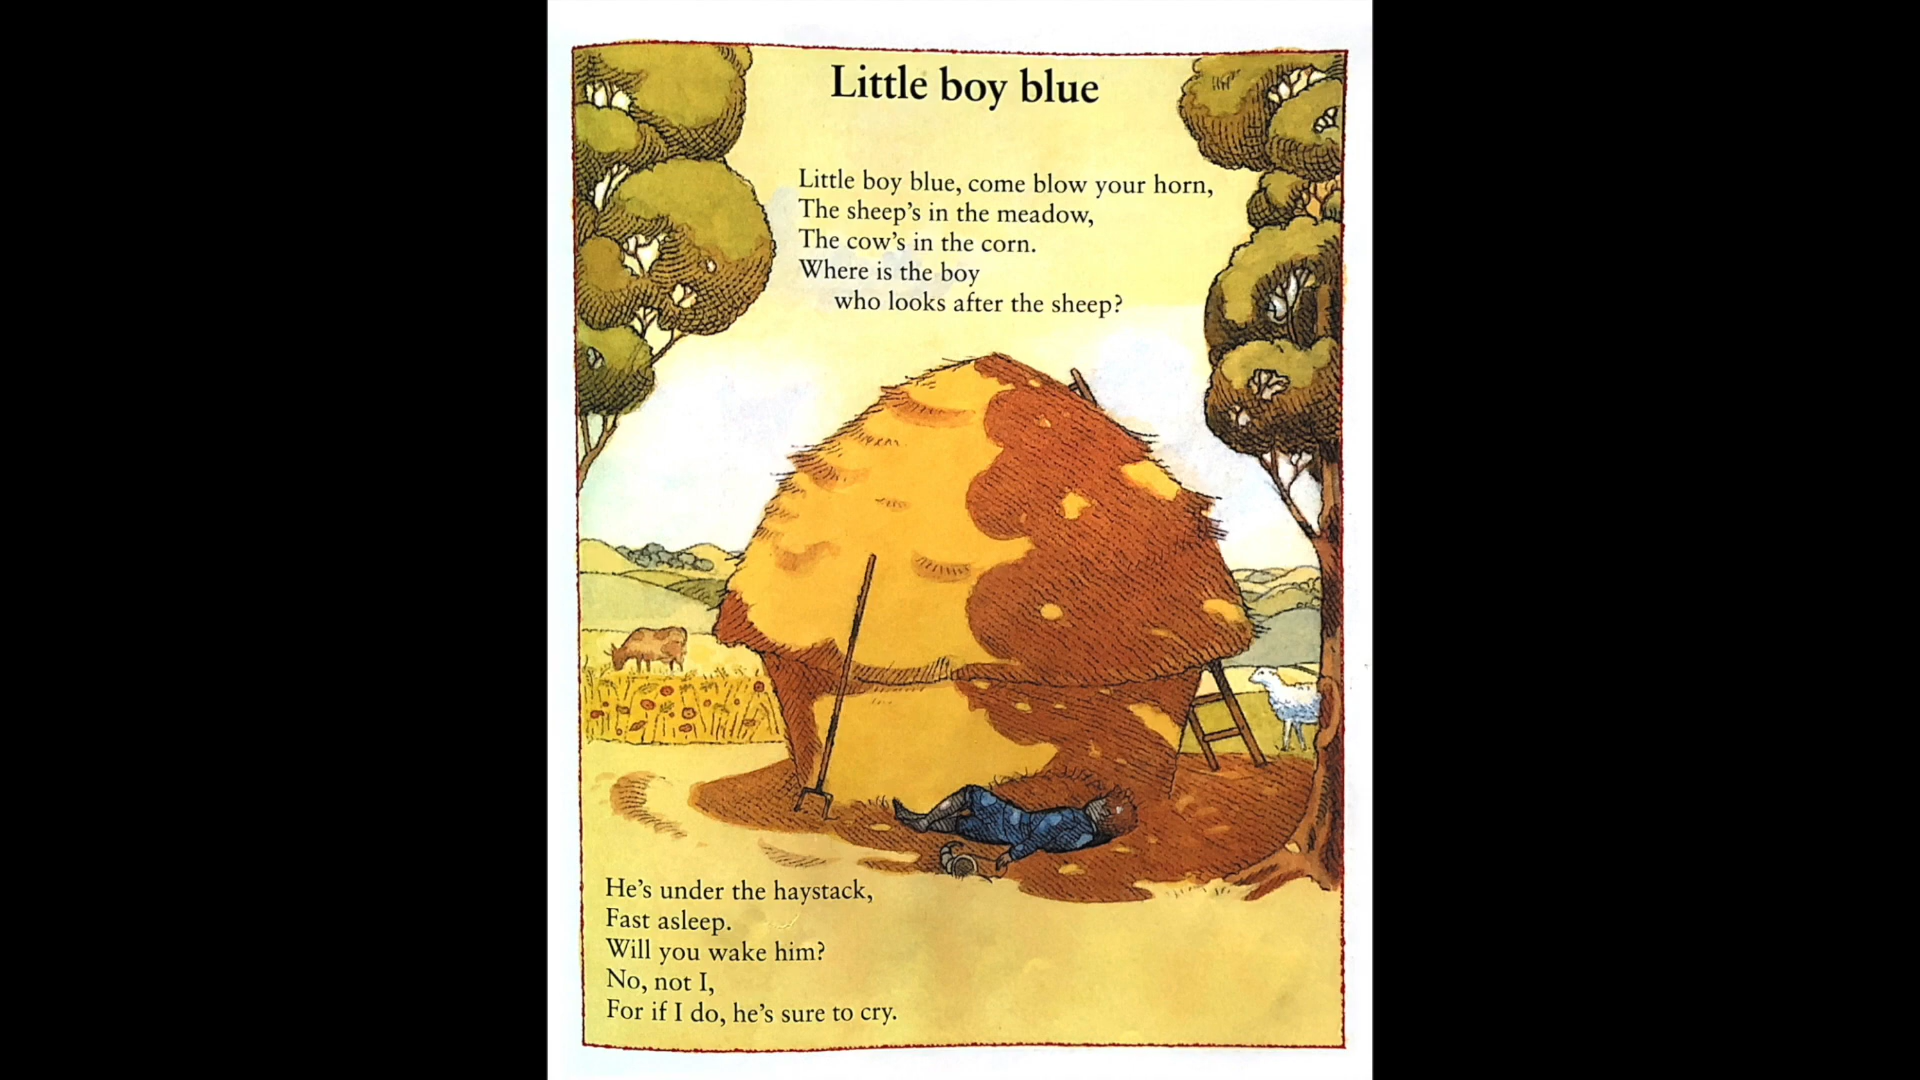 Little boy blue
Little boy blue, come blow your horn,
The sheep's in the meadow,
The cow's in the corn.
Where is the boy
who looks after the sheep?
He's under the haystack,
Fast asleep.
Will you wake him?
No, not I,
For if I do, he's sure to cry.